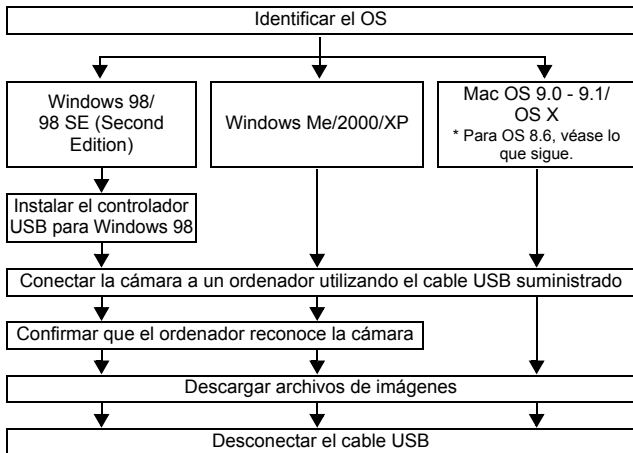 Identificar el OS
Windows 98/
98 SE (Second
Edition)
Windows Me/2000/XP
Mac OS 9.0 - 9.1/
OS X
* Para OS 8.6, véase lo
que sigue.
Instalar el controlador
USB para Windows 98
Conectar la cámara a un ordenador utilizando el cable USB suministrado
Confirmar que el ordenador reconoce la cámara
Descargar archivos de imágenes
Desconectar el cable USB